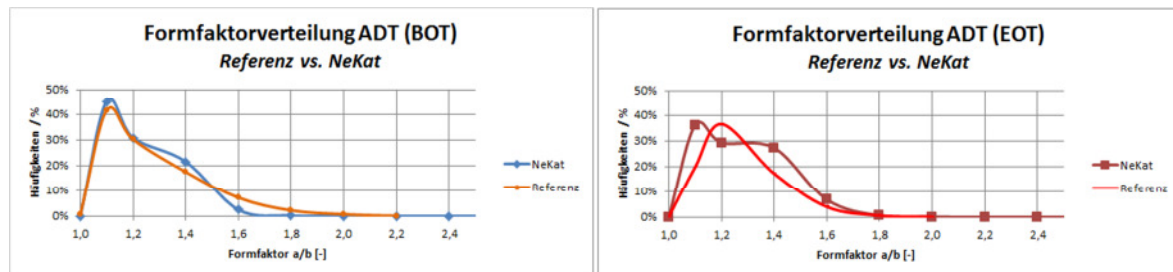 Formfaktorverteilung ADT (BOT)
Referenz vs. NeKat
Häufigkeiten / %
50%
40%
30%
20%
10%
0%
1,0 1,2 1,4 1,6 1,8 2,0 2,2 2,4
Formfaktor a/b [-]
NeKat
Referenz
Formfaktorverteilung ADT (EOT)
Referenz vs. NeKat
Häufigkeiten / %
50%
40%
30%
20%
10%
0%
1,0 1,2 1,4 1,6 1,8 2,0 2,2 2,4
Formfaktor a/b [-]
NeKat
Referenz